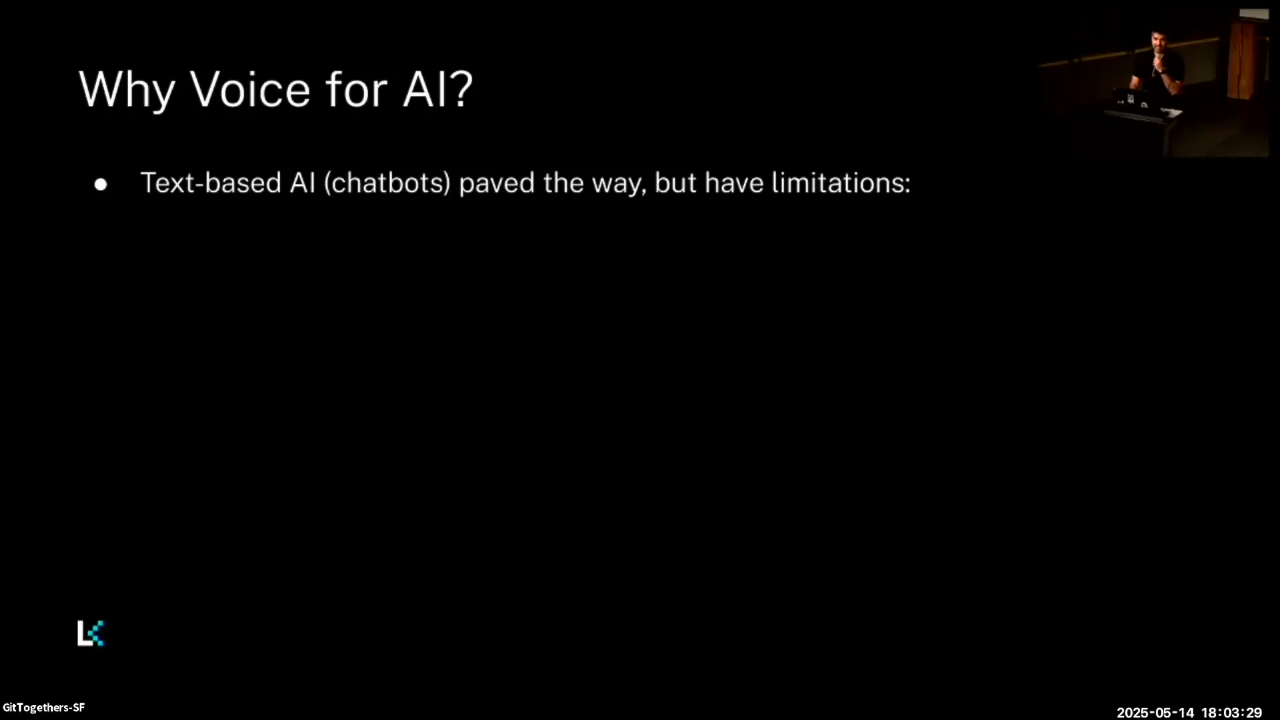 Why Voice for AI?
● Text-based AI (chatbots) paved the way, but have limitations:
LK
GitTogethers-SF
2025-05-14 18:03:29